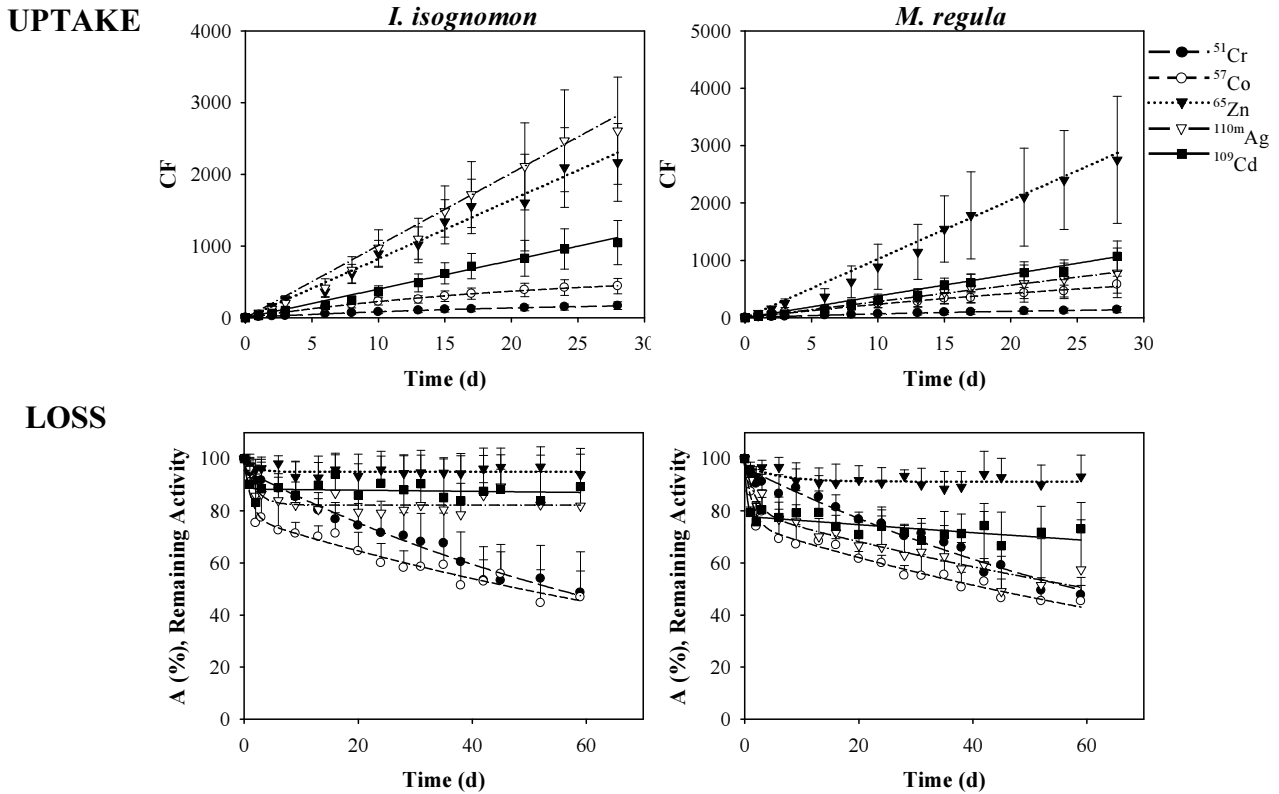 UPTAKE
I. isognomon
M. regula
4000
3000
2000
1000
0
CF
0 5 10 15 20 25 30
Time (d)
5000
4000
3000
2000
1000
0
CF
0 5 10 15 20 25 30
Time (d)
51Cr
57Co
65Zn
110mAg
109Cd
LOSS
100
80
60
40
20
0
A (%), Remaining Activity
0 20 40 60
Time (d)
100
80
60
40
20
0
A (%), Remaining Activity
0 20 40 60
Time (d)